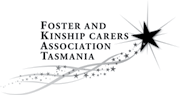 FOSTER AND
KINSHIP CARERS
ASSOCIATION
TASMANIA